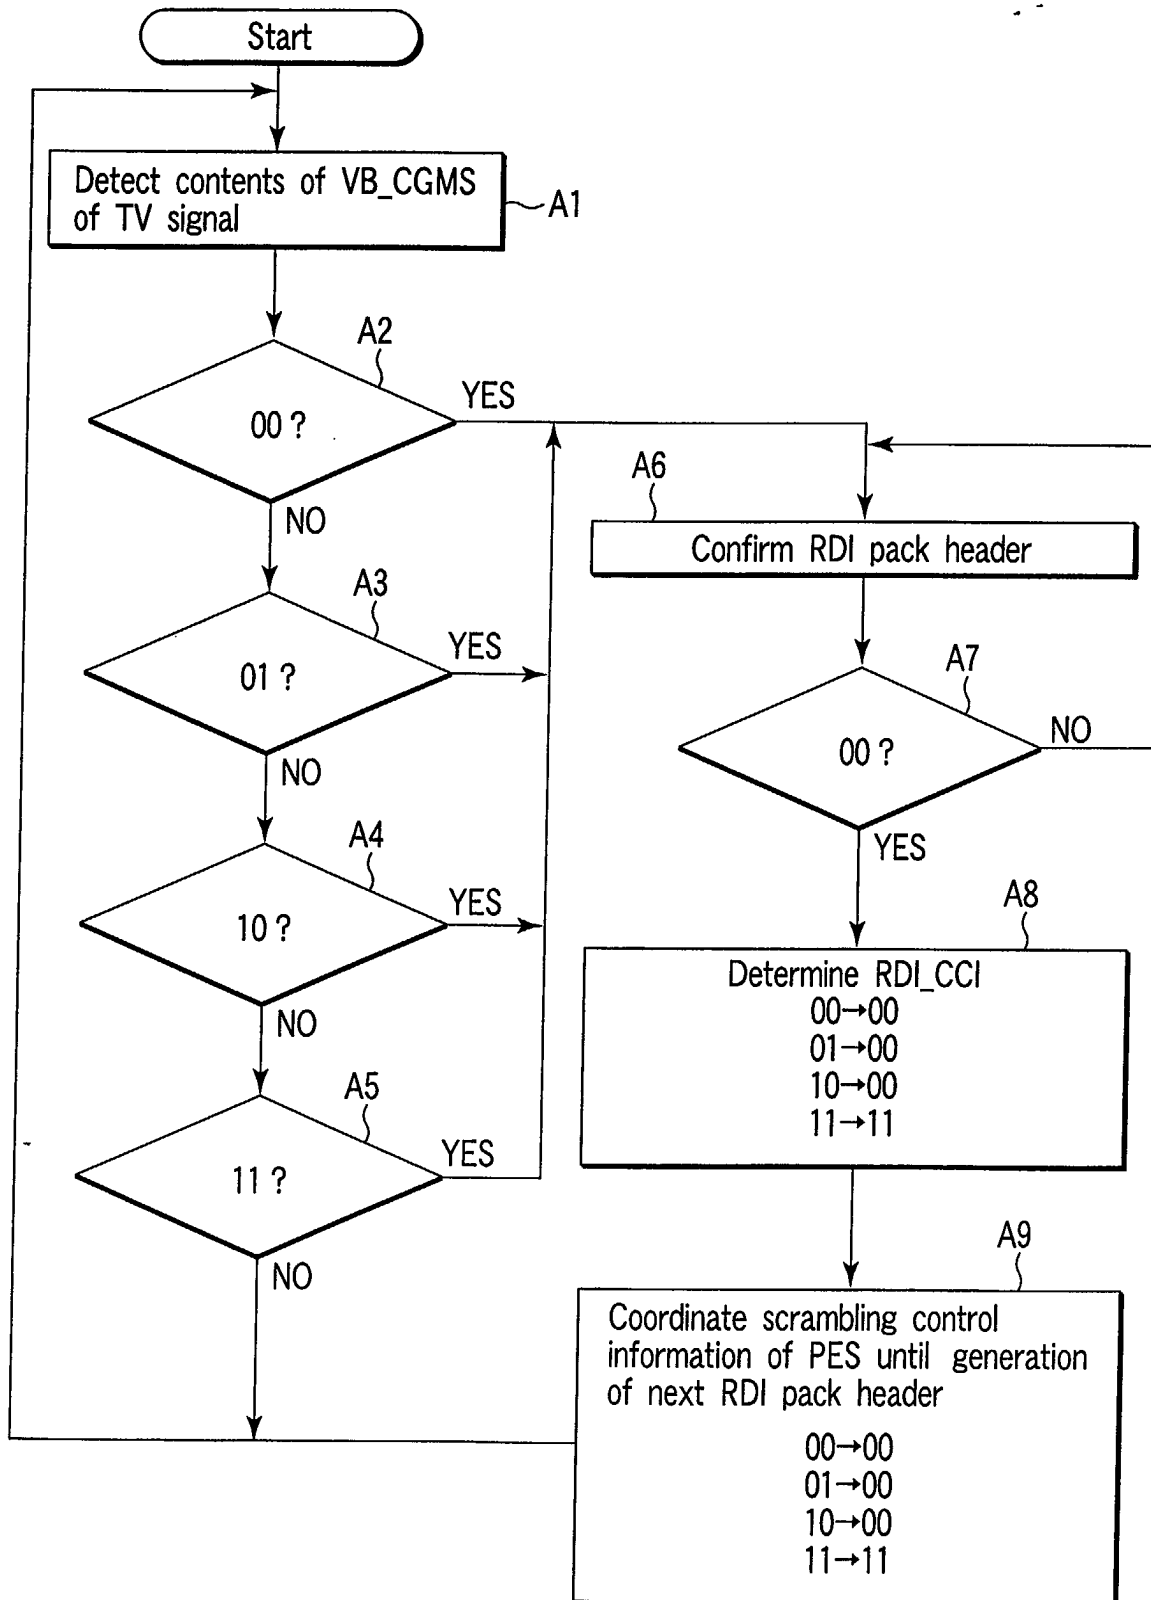 Start
Detect contents of VB_CGMS
of TV signal
A1
A2
00 ?
YES
NO
A3
01 ?
YES
NO
A4
10 ?
YES
NO
A5
11 ?
YES
NO
A6
Confirm RDI pack header
A7
00 ?
NO
YES
A8
Determine RDI_CCI
00→00
01→00
10→00
11→11
A9
Coordinate scrambling control
information of PES until generation
of next RDI pack header
00→00
01→00
10→00
11→11